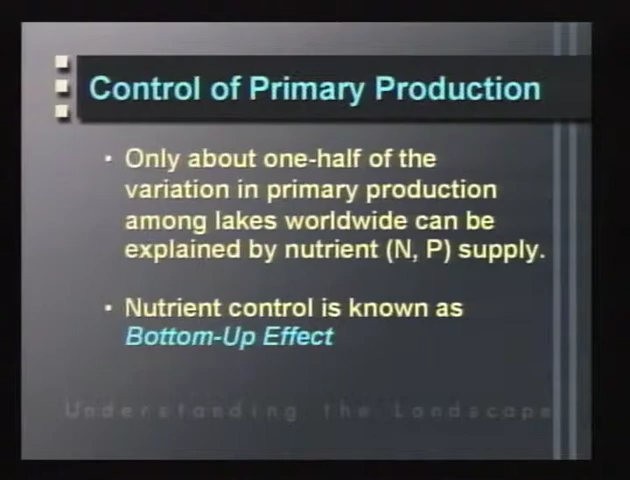 Control of Primary Production
• Only about one-half of the
variation in primary production
among lakes worldwide can be
explained by nutrient (N, P) supply.
• Nutrient control is known as
Bottom-Up Effect
Understanding the Landscape